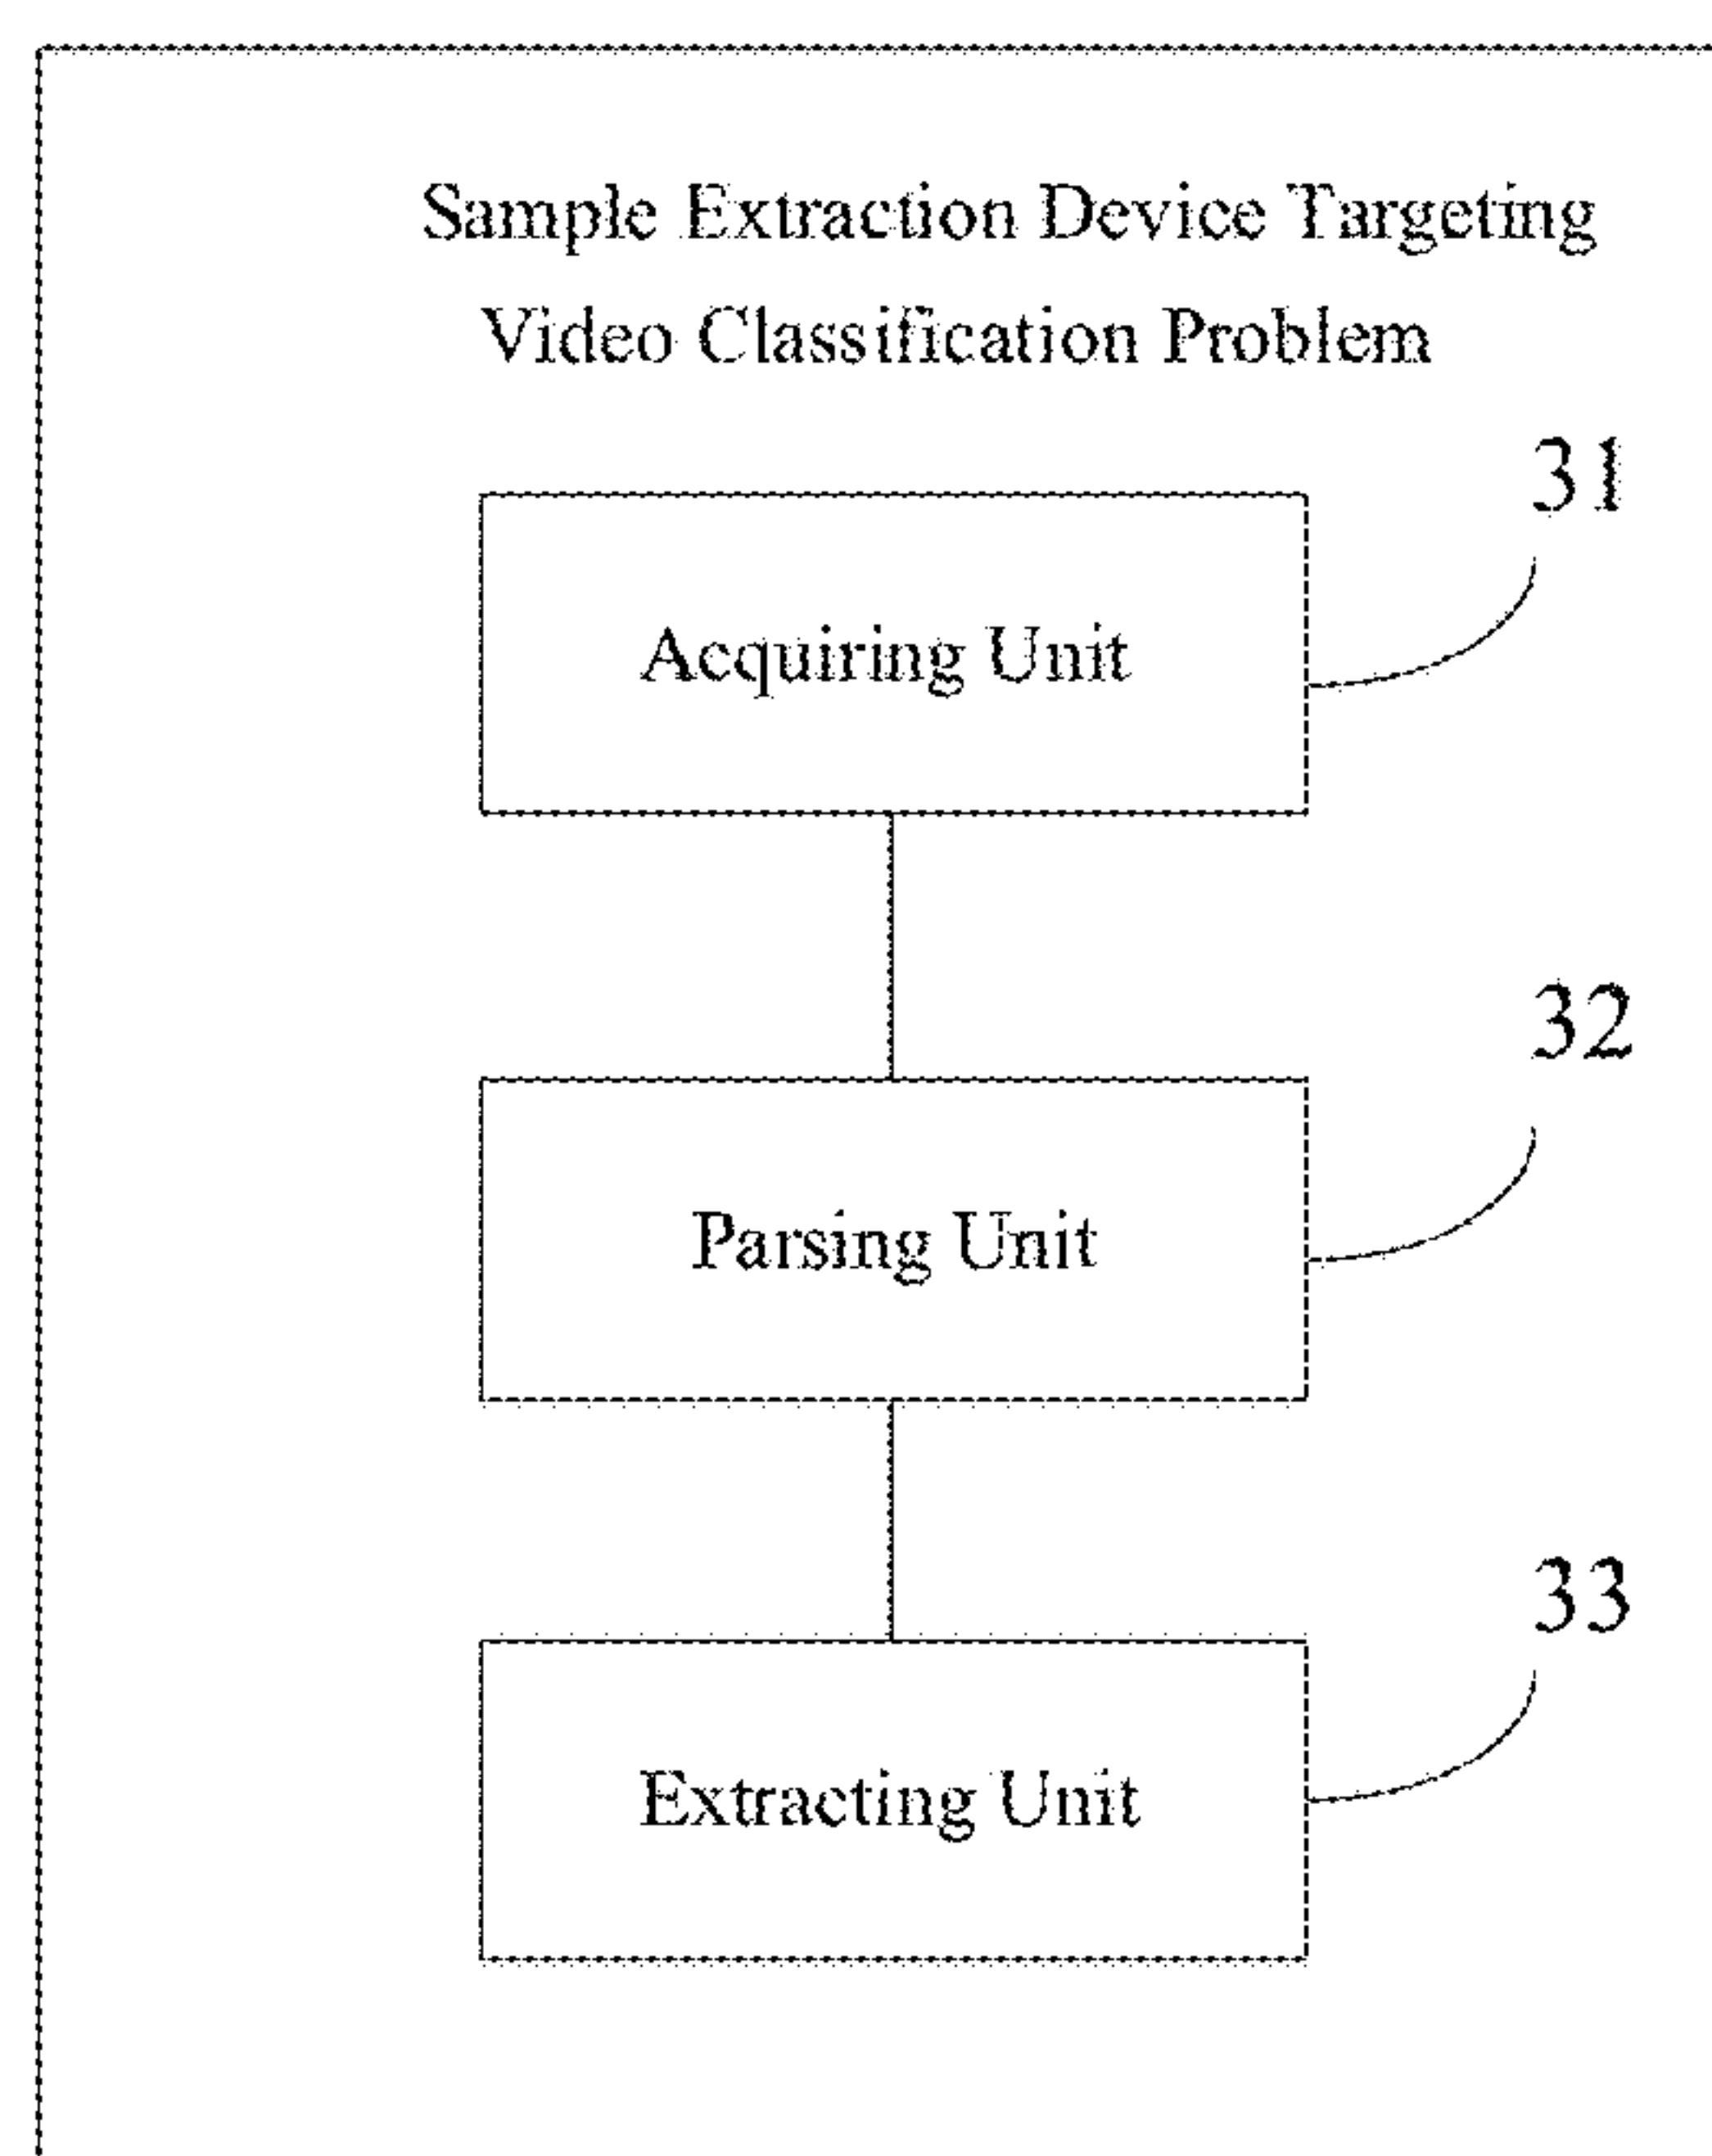 Sample Extraction Device Targeting
Video Classification Problem
31
Acquiring Unit
32
Parsing Unit
33
Extracting Unit